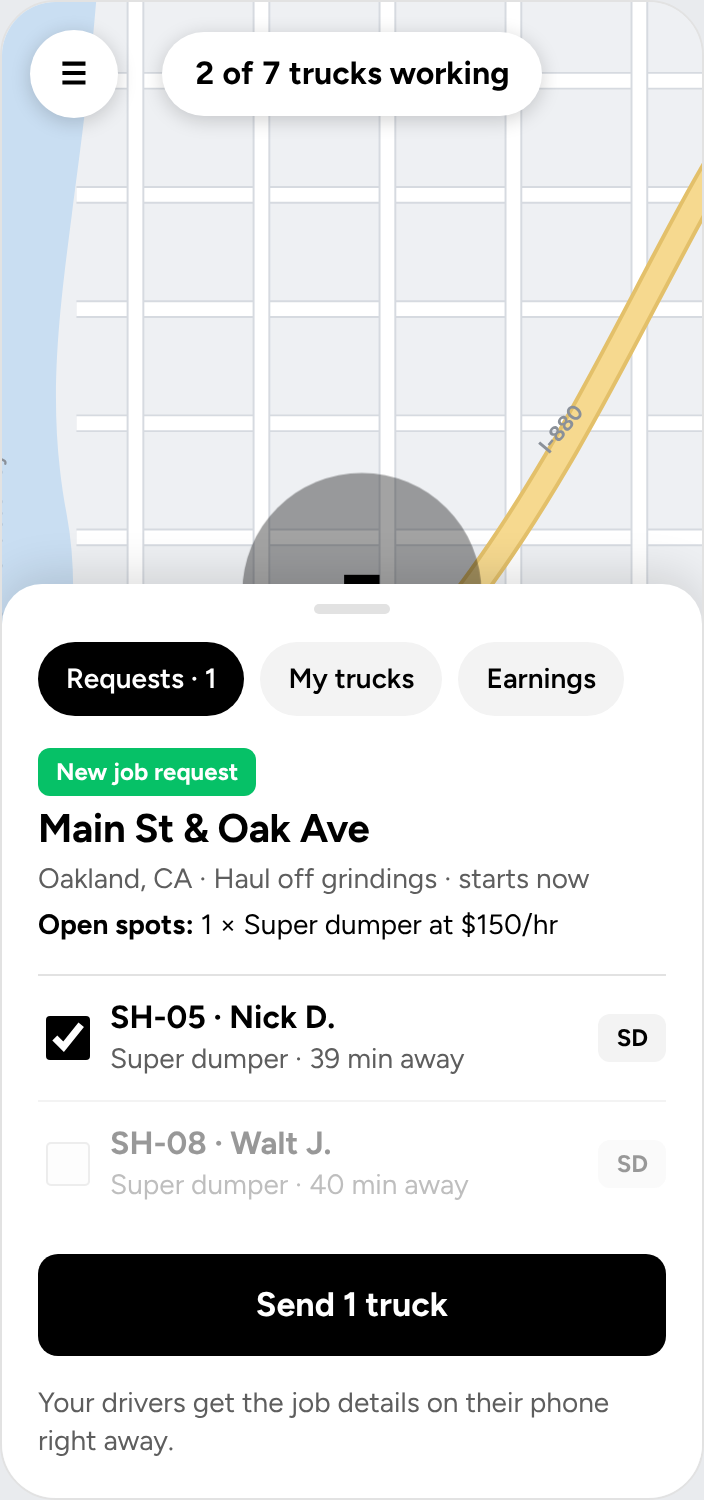 ☰
2 of 7 trucks working
I-880
Requests · 1
My trucks
Earnings
New job request
Main St & Oak Ave
Oakland, CA · Haul off grindings · starts now
Open spots: 1 × Super dumper at $150/hr
SH-05 · Nick D.
Super dumper · 39 min away
SD
SH-08 · Walt J.
Super dumper · 40 min away
SD
Send 1 truck
Your drivers get the job details on their phone
right away.